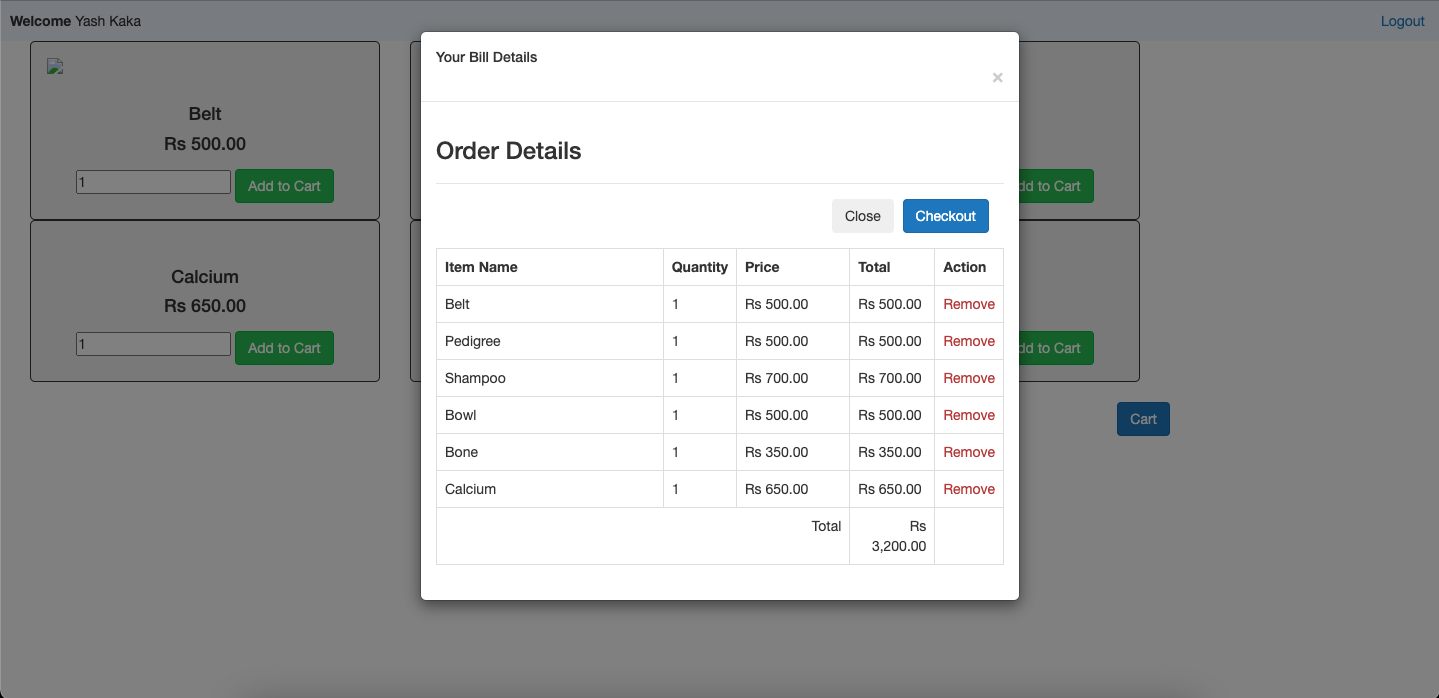 Welcome Yash Kaka
Logout
Your Bill Details
×
Order Details
Close Checkout
Item Name Quantity Price Total Action
Belt 1 Rs 500.00 Rs 500.00 Remove
Pedigree 1 Rs 500.00 Rs 500.00 Remove
Shampoo 1 Rs 700.00 Rs 700.00 Remove
Bowl 1 Rs 500.00 Rs 500.00 Remove
Bone 1 Rs 350.00 Rs 350.00 Remove
Calcium 1 Rs 650.00 Rs 650.00 Remove
Total Rs
3,200.00
Belt
Rs 500.00
1 Add to Cart
dd to Cart
Calcium
Rs 650.00
1 Add to Cart
dd to Cart
Cart